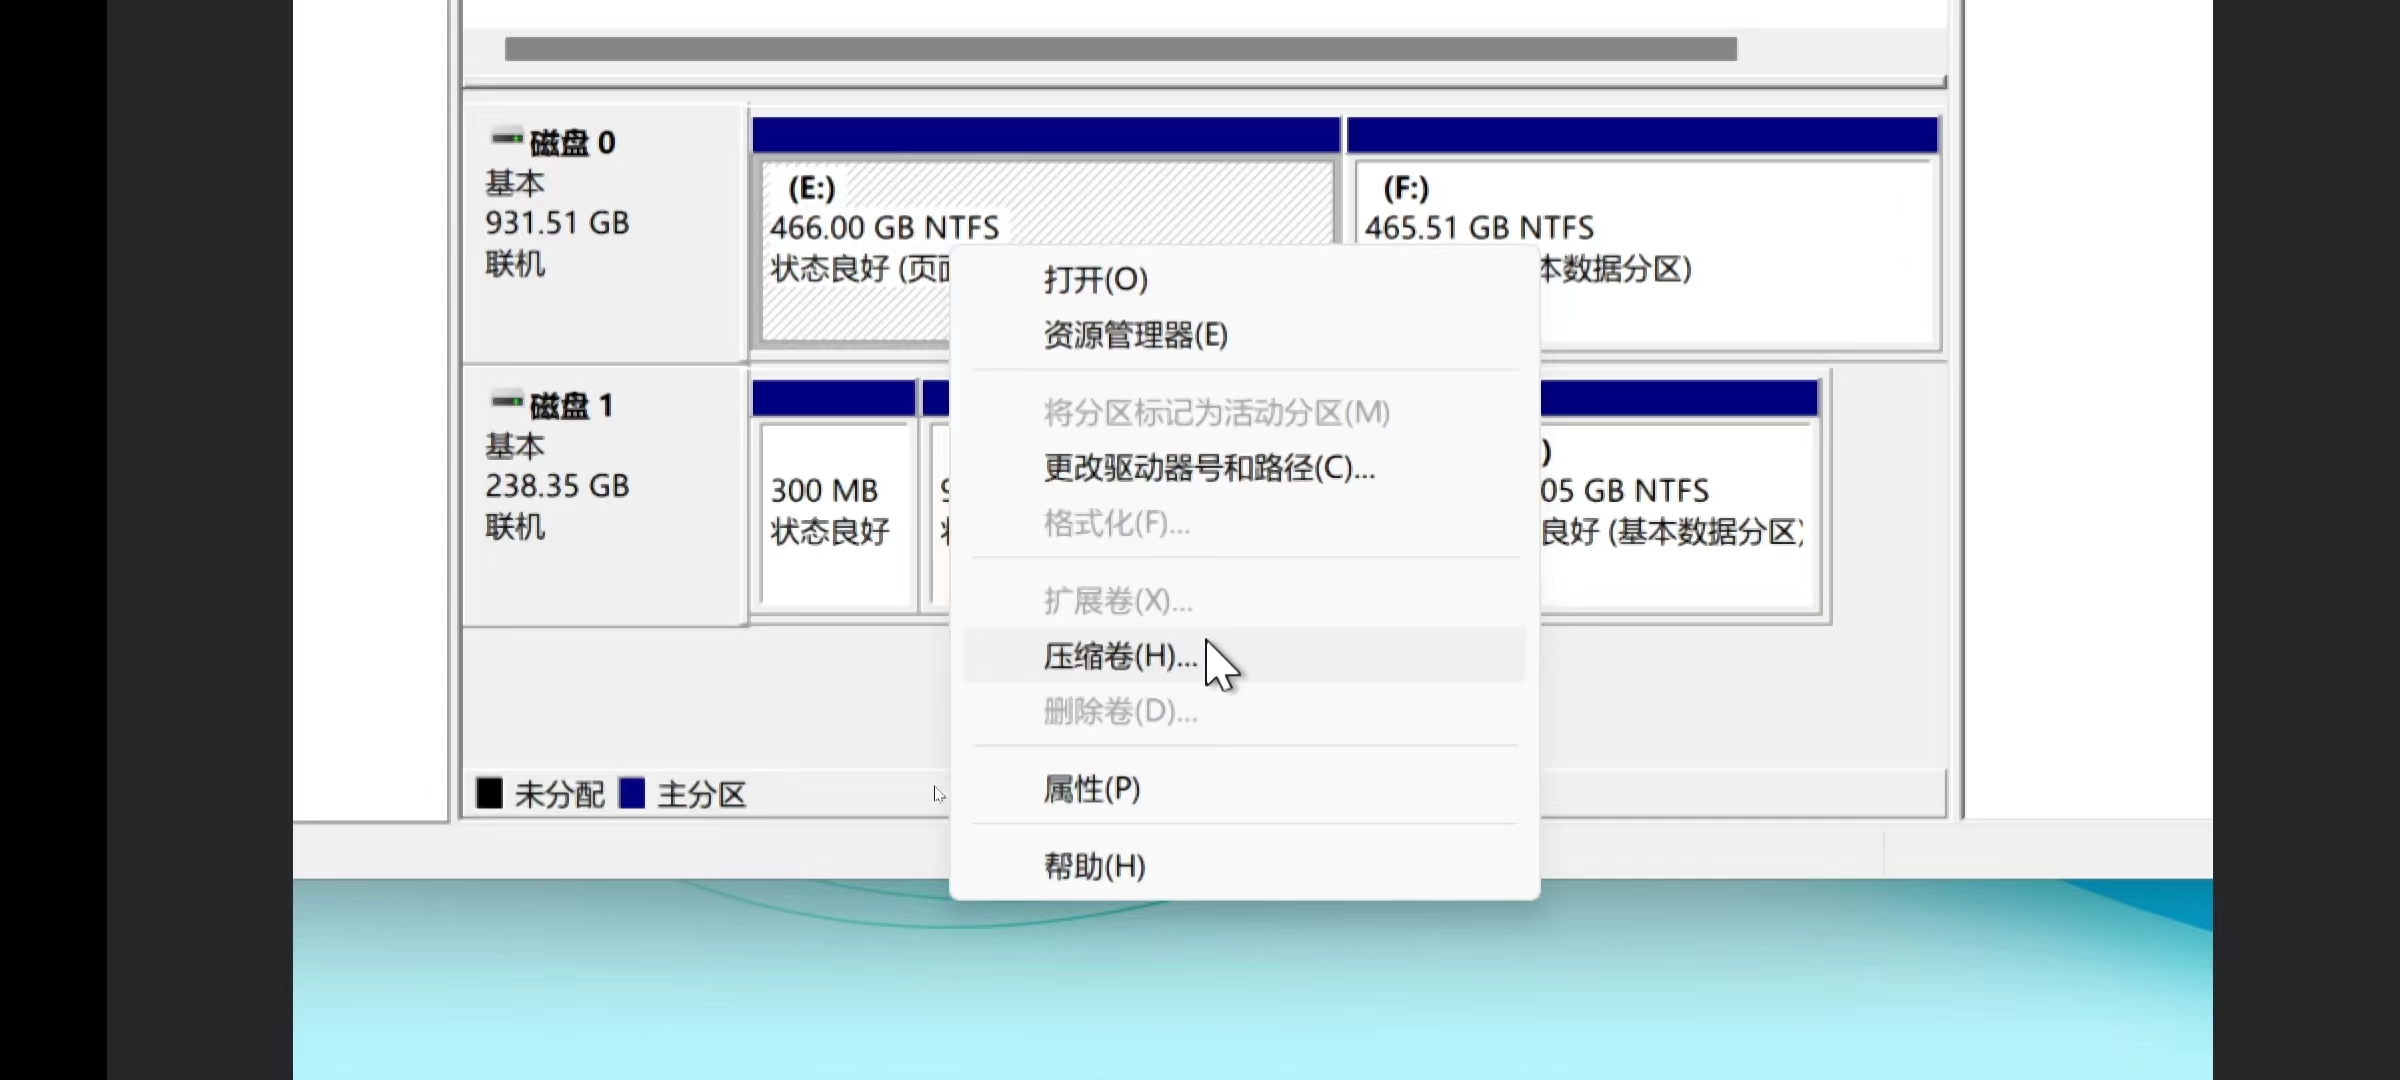 磁盘 0
基本
931.51 GB
联机
(E:)
466.00 GB NTFS
状态良好 (页面
(F:)
465.51 GB NTFS
本数据分区)
磁盘 1
基本
238.35 GB
联机
300 MB
状态良好
)
05 GB NTFS
良好 (基本数据分区)
打开(O)
资源管理器(E)
将分区标记为活动分区(M)
更改驱动器号和路径(C)...
格式化(F)...
扩展卷(X)...
压缩卷(H)...
删除卷(D)...
属性(P)
帮助(H)
未分配 主分区